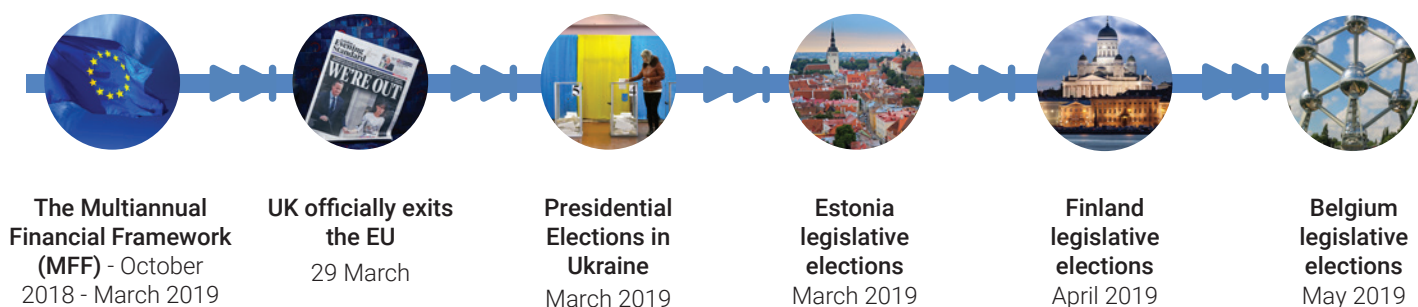 Evening
Standard
WE'RE OUT
The Multiannual
Financial Framework
(MFF) - October
2018 - March 2019
UK officially exits
the EU
29 March
Presidential
Elections in
Ukraine
March 2019
Estonia
legislative
elections
March 2019
Finland
legislative
elections
April 2019
Belgium
legislative
elections
May 2019